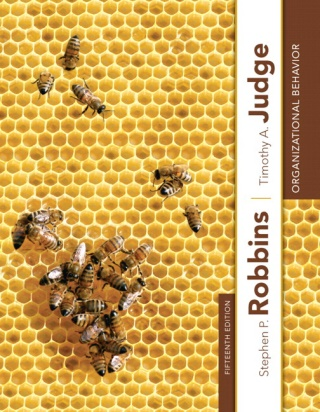 ORGANIZATIONAL BEHAVIOR
Stephen P. Robbins | Timothy A. Judge
FIFTEENTH EDITION